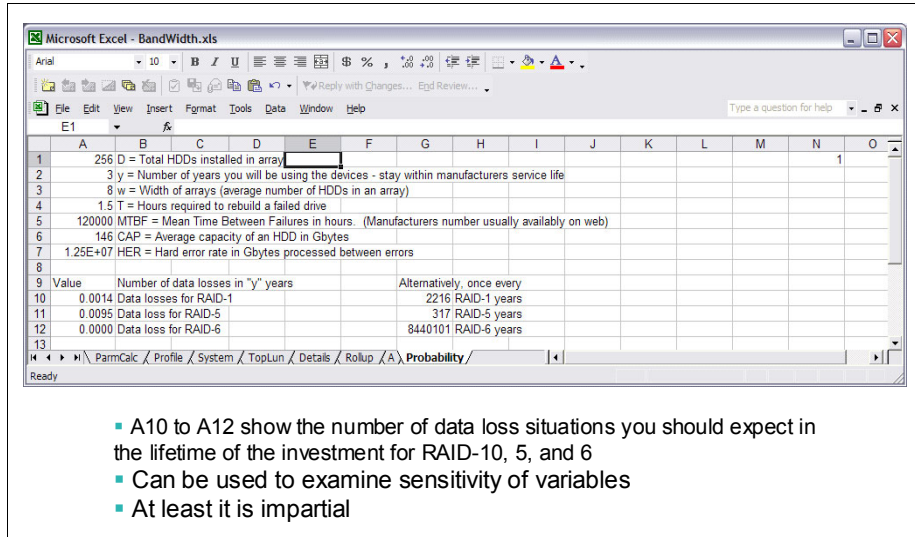 Microsoft Excel - BandWidth.xls
Arial 10 B I U $ % ,
Reply with Changes... End Review...
File Edit View Insert Format Tools Data Window Help Type a question for help
E1 fx
A B C D E F G H I J K L M N O
1 256 D = Total HDDs installed in array 1
2 3 y = Number of years you will be using the devices - stay within manufacturers service life
3 8 w = Width of arrays (average number of HDDs in an array)
4 1.5 T = Hours required to rebuild a failed drive
5 120000 MTBF = Mean Time Between Failures in hours. (Manufacturers number usually availably on web)
6 146 CAP = Average capacity of an HDD in Gbytes
7 1.25E+07 HER = Hard error rate in Gbytes processed between errors
8
9 Value Number of data losses in "y" years Alternatively, once every
10 0.0014 Data losses for RAID-1 2216 RAID-1 years
11 0.0095 Data loss for RAID-5 317 RAID-5 years
12 0.0000 Data loss for RAID-6 8440101 RAID-6 years
13
ParmCalc / Profile / System / TopLun / Details / Rollup / A \ Probability /
Ready
▪ A10 to A12 show the number of data loss situations you should expect in
the lifetime of the investment for RAID-10, 5, and 6
▪ Can be used to examine sensitivity of variables
▪ At least it is impartial